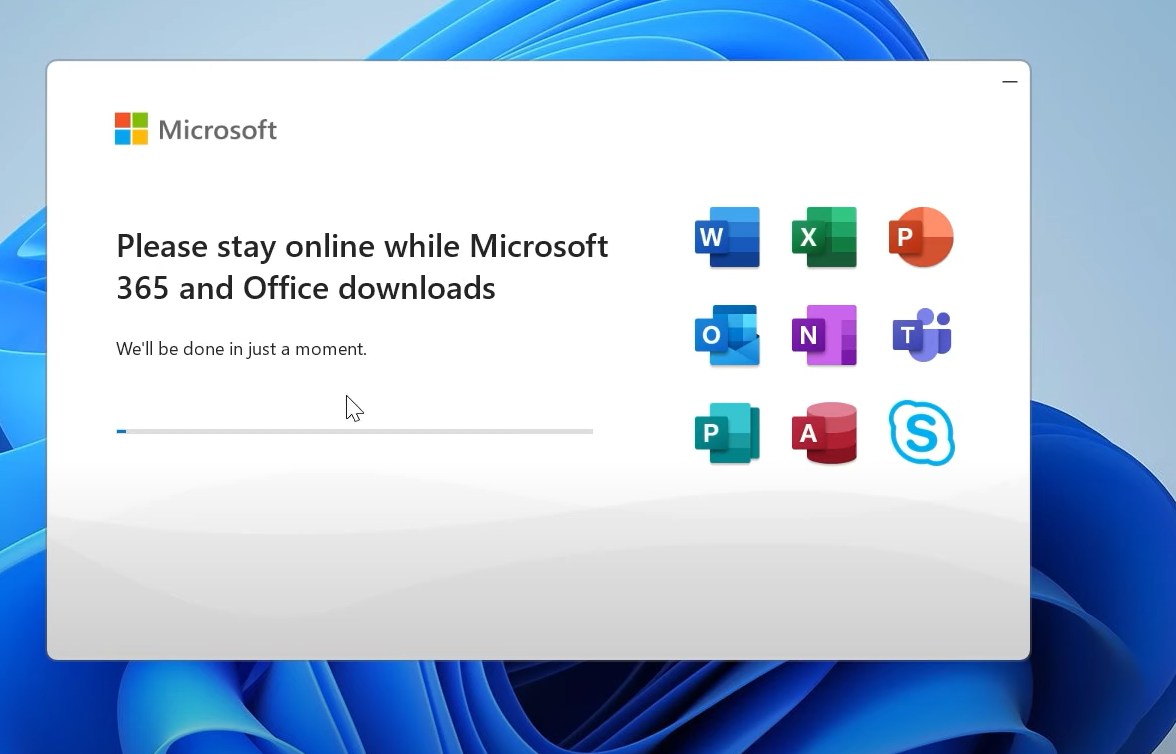 Microsoft
Please stay online while Microsoft
365 and Office downloads
We'll be done in just a moment.
W X P
O N T
P A S